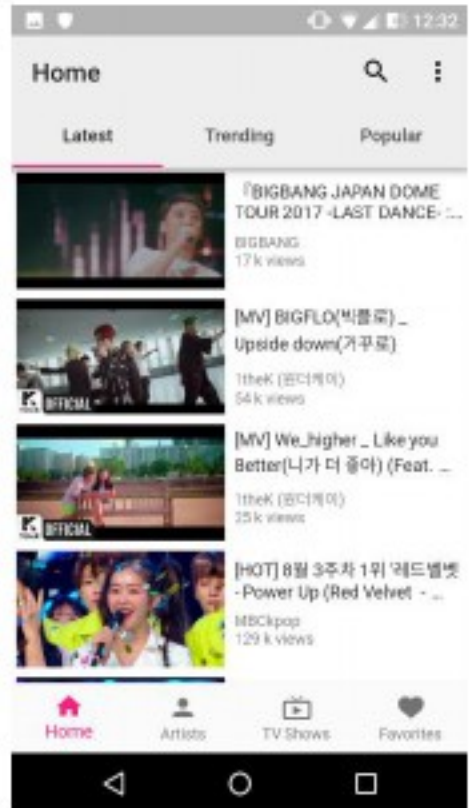 12:32
Home
Latest Trending Popular
『BIGBANG JAPAN DOME
TOUR 2017 -LAST DANCE- :...
BIGBANG
17 k views
[MV] BIGFLO(빅플로) _
Upside down(거꾸로)
1theK (원더케이)
54 k views
OFFICIAL
[MV] We_higher _ Like you
Better(니가 더 좋아) (Feat. ...
1theK (원더케이)
25 k views
OFFICIAL
[HOT] 8월 3주차 1위 '레드벨벳
- Power Up (Red Velvet - ...
MBCkpop
129 k views
Home Artists TV Shows Favorites